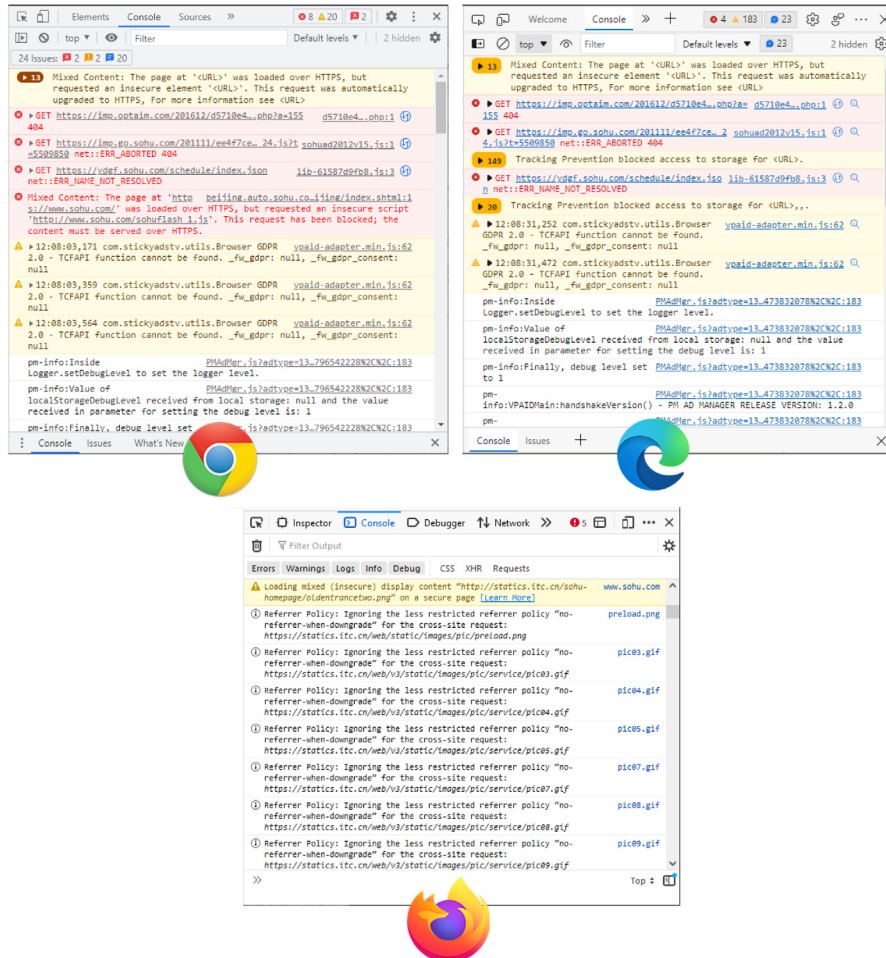 Elements Console Sources » 8 20 2
top ▼ Filter Default levels ▼ 2 hidden
24 Issues: 2 2 20
13 Mixed Content: The page at '<URL>' was loaded over HTTPS, but
requested an insecure element '<URL>'. This request was automatically
upgraded to HTTPS, For more information see <URL>
GET https://imp.optaim.com/201612/d5710e4….php?a=155 d5710e4….php:1
404
GET https://imp.go.sohu.com/201111/ee4f7ce… 24.js?t sohuad2012v15.js:1
=5509850 net::ERR_ABORTED 404
GET https://ydgf.sohu.com/schedule/index.json lib-61587d9fb8.js:3
net::ERR_NAME_NOT_RESOLVED
Mixed Content: The page at 'http beijing.auto.sohu.co…ijing/index.shtml:1
s://www.sohu.com/' was loaded over HTTPS, but requested an insecure script
'http://www.sohu.com/sohuflash_1.js'. This request has been blocked; the
content must be served over HTTPS.
12:08:03,171 com.stickyadstv.utils.Browser GDPR vpaid-adapter.min.js:62
2.0 - TCFAPI function cannot be found. _fw_gdpr: null, _fw_gdpr_consent:
null
12:08:03,359 com.stickyadstv.utils.Browser GDPR vpaid-adapter.min.js:62
2.0 - TCFAPI function cannot be found. _fw_gdpr: null, _fw_gdpr_consent:
null
12:08:03,564 com.stickyadstv.utils.Browser GDPR vpaid-adapter.min.js:62
2.0 - TCFAPI function cannot be found. _fw_gdpr: null, _fw_gdpr_consent:
null
pm-info:Inside PMAdMgr.js?adtype=13…796542228%2C%2C:183
Logger.setDebugLevel to set the logger level.
pm-info:Value of PMAdMgr.js?adtype=13…796542228%2C%2C:183
localStorageDebugLevel received from local storage: null and the value
received in parameter for setting the debug level is: 1
pm-info:Finally, debug level set PMAdMgr.js?adtype=13…796542228%2C%2C:183
Console Issues What's New
Welcome Console » + 4 183 23
top ▼ Filter Default levels ▼ 23 2 hidden
13 Mixed Content: The page at '<URL>' was loaded over HTTPS, but
requested an insecure element '<URL>'. This request was automatically
upgraded to HTTPS, For more information see <URL>
GET https://imp.optaim.com/201612/d5710e4….php?a= d5710e4….php:1
155 404
GET https://imp.go.sohu.com/201111/ee4f7ce… 2 sohuad2012v15.js:1
4.js?t=5509850 net::ERR_ABORTED 404
149 Tracking Prevention blocked access to storage for <URL>.
GET https://ydgf.sohu.com/schedule/index.jso lib-61587d9fb8.js:3
n net::ERR_NAME_NOT_RESOLVED
20 Tracking Prevention blocked access to storage for <URL>,,.
12:08:31,252 com.stickyadstv.utils.Browser vpaid-adapter.min.js:62
GDPR 2.0 - TCFAPI function cannot be found.
_fw_gdpr: null, _fw_gdpr_consent: null
12:08:31,472 com.stickyadstv.utils.Browser vpaid-adapter.min.js:62
GDPR 2.0 - TCFAPI function cannot be found.
_fw_gdpr: null, _fw_gdpr_consent: null
pm-info:Inside PMAdMgr.js?adtype=13…473832078%2C%2C:183
Logger.setDebugLevel to set the logger level.
pm-info:Value of PMAdMgr.js?adtype=13…473832078%2C%2C:183
localStorageDebugLevel received from local storage: null and the value
received in parameter for setting the debug level is: 1
pm-info:Finally, debug level set PMAdMgr.js?adtype=13…473832078%2C%2C:183
to 1
pm- PMAdMgr.js?adtype=13…473832078%2C%2C:183
info:VPAIDMain:handshakeVersion() - PM AD MANAGER RELEASE VERSION: 1.2.0
pm- PMAdMgr.js?adtype=13…473832078%2C%2C:183
Console Issues +
Inspector Console Debugger Network » 5
Filter Output
Errors Warnings Logs Info Debug CSS XHR Requests
Loading mixed (insecure) display content "http://statics.itc.cn/sohu- www.sohu.com
homepage/oldentrancetwo.png" on a secure page [Learn More]
Referrer Policy: Ignoring the less restricted referrer policy "no- preload.png
referrer-when-downgrade" for the cross-site request:
https://statics.itc.cn/web/static/images/pic/preload.png
Referrer Policy: Ignoring the less restricted referrer policy "no- pic03.gif
referrer-when-downgrade" for the cross-site request:
https://statics.itc.cn/web/v3/static/images/pic/service/pic03.gif
Referrer Policy: Ignoring the less restricted referrer policy "no- pic04.gif
referrer-when-downgrade" for the cross-site request:
https://statics.itc.cn/web/v3/static/images/pic/service/pic04.gif
Referrer Policy: Ignoring the less restricted referrer policy "no- pic05.gif
referrer-when-downgrade" for the cross-site request:
https://statics.itc.cn/web/v3/static/images/pic/service/pic05.gif
Referrer Policy: Ignoring the less restricted referrer policy "no- pic07.gif
referrer-when-downgrade" for the cross-site request:
https://statics.itc.cn/web/v3/static/images/pic/service/pic07.gif
Referrer Policy: Ignoring the less restricted referrer policy "no- pic08.gif
referrer-when-downgrade" for the cross-site request:
https://statics.itc.cn/web/v3/static/images/pic/service/pic08.gif
Referrer Policy: Ignoring the less restricted referrer policy "no- pic09.gif
referrer-when-downgrade" for the cross-site request:
https://statics.itc.cn/web/v3/static/images/pic/service/pic09.gif
» Top